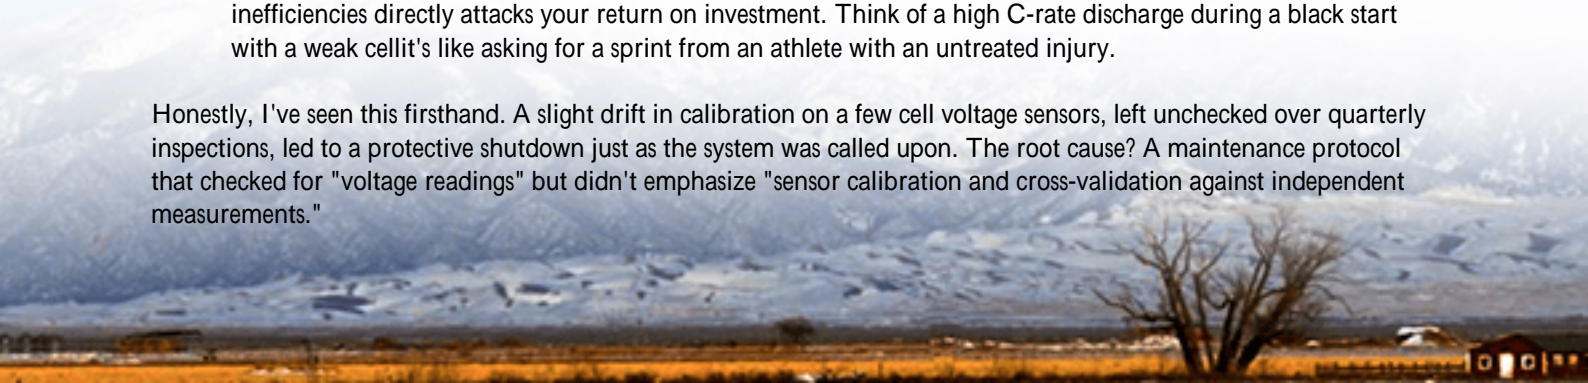 inefficiencies directly attacks your return on investment. Think of a high C-rate discharge during a black start
with a weak cellit's like asking for a sprint from an athlete with an untreated injury.
Honestly, I've seen this firsthand. A slight drift in calibration on a few cell voltage sensors, left unchecked over quarterly
inspections, led to a protective shutdown just as the system was called upon. The root cause? A maintenance protocol
that checked for "voltage readings" but didn't emphasize "sensor calibration and cross-validation against independent
measurements."